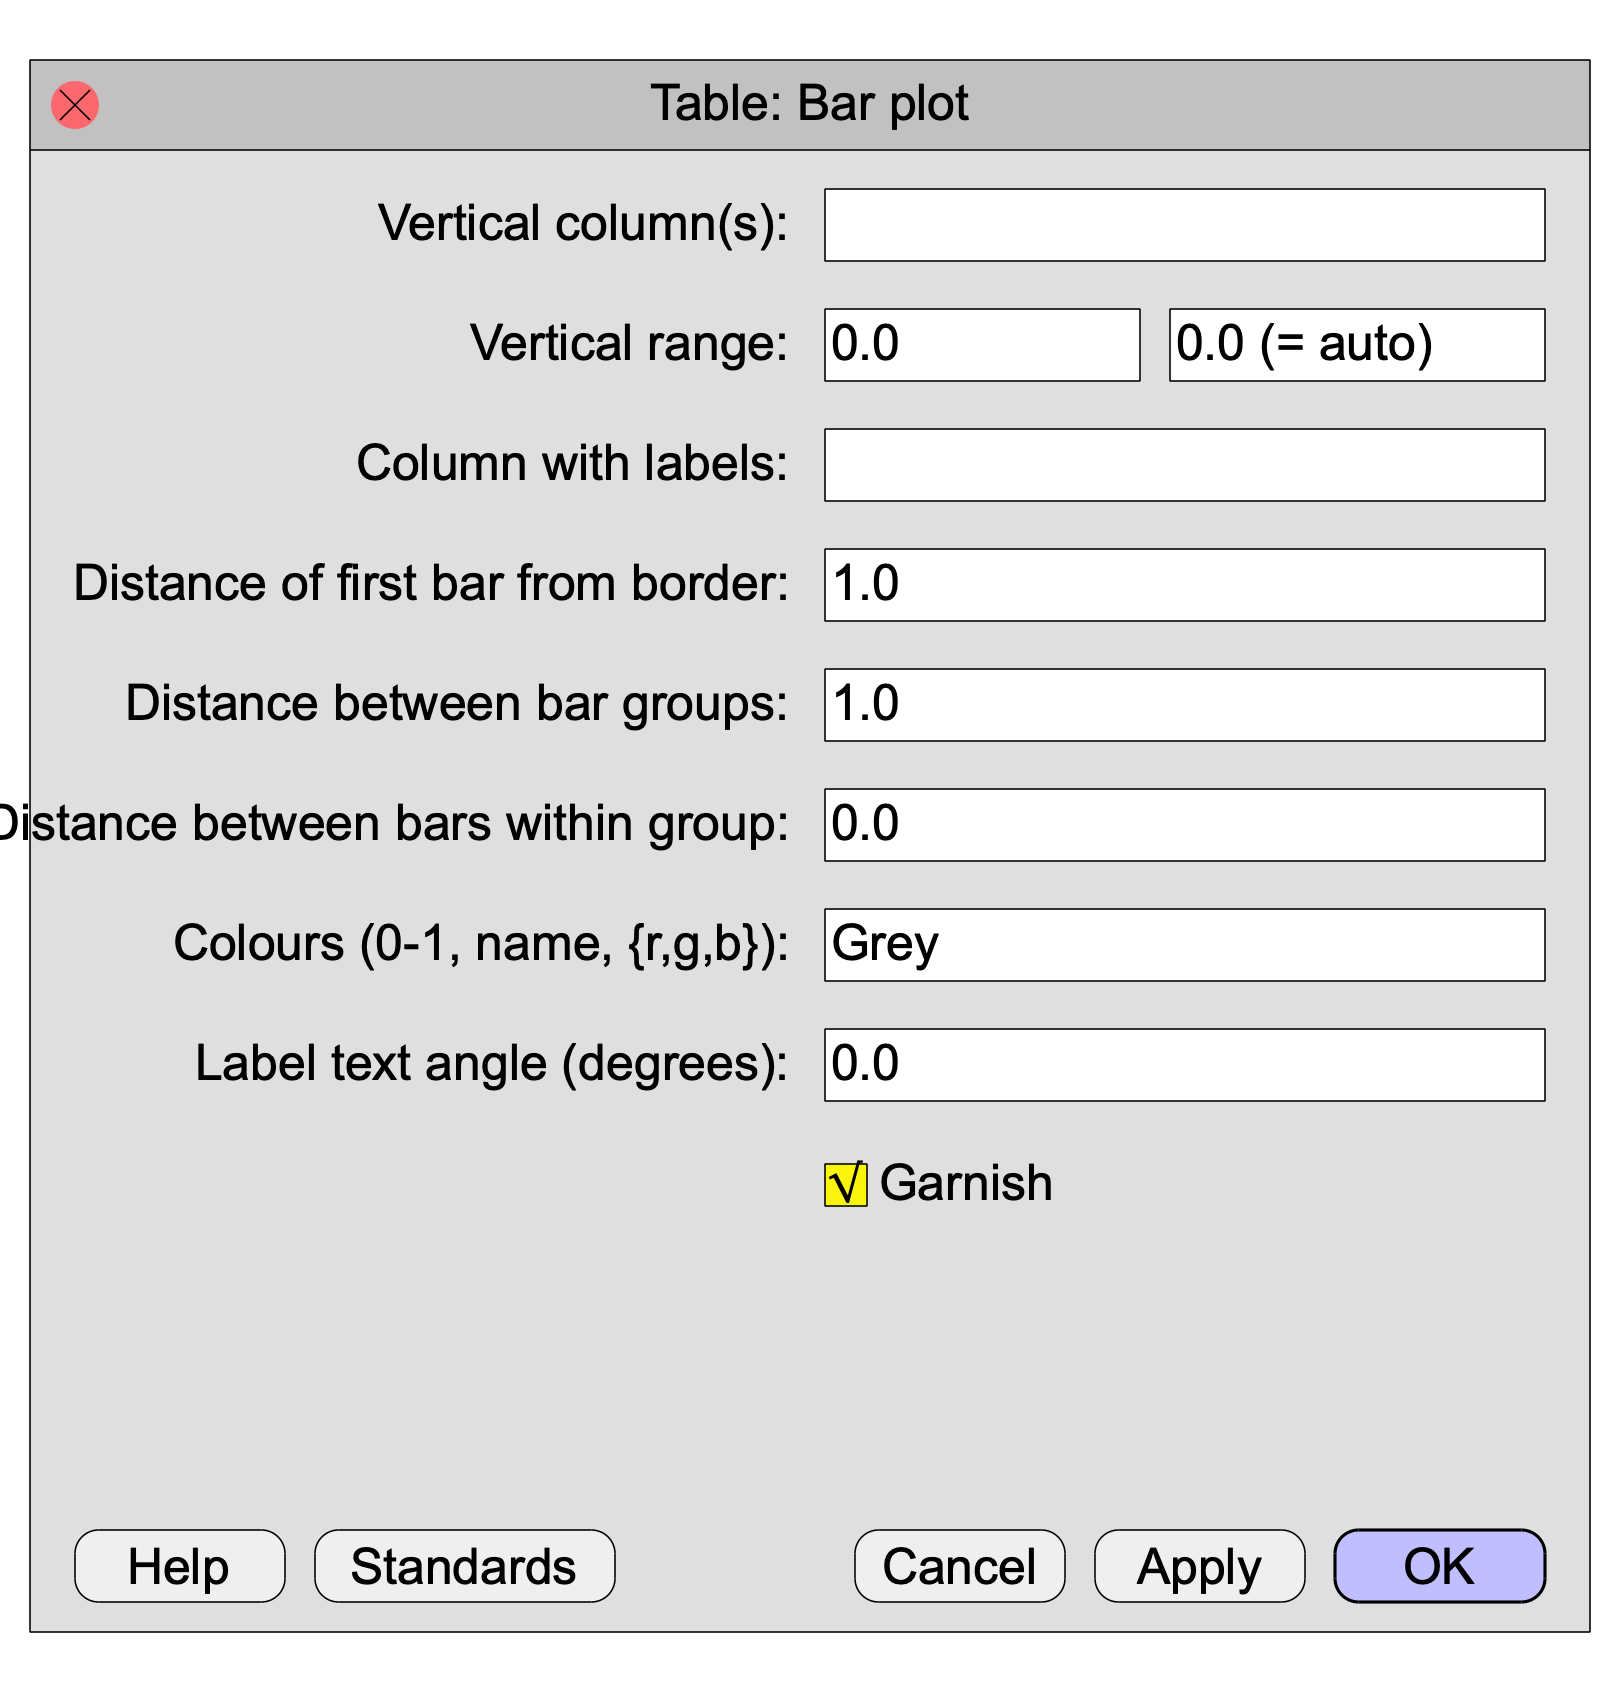 Table: Bar plot
Vertical column(s):
Vertical range: 0.0 0.0 (= auto)
Column with labels:
Distance of first bar from border: 1.0
Distance between bar groups: 1.0
Distance between bars within group: 0.0
Colours (0-1, name, {r,g,b}): Grey
Label text angle (degrees): 0.0
√ Garnish
Help Standards Cancel Apply OK